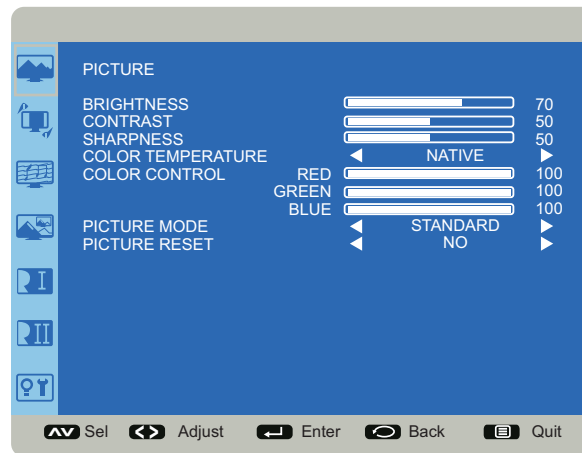 PICTURE
BRIGHTNESS 70
CONTRAST 50
SHARPNESS 50
COLOR TEMPERATURE NATIVE
COLOR CONTROL RED 100
GREEN 100
BLUE 100
PICTURE MODE STANDARD
PICTURE RESET NO
I
II
?
Sel Adjust Enter Back Quit